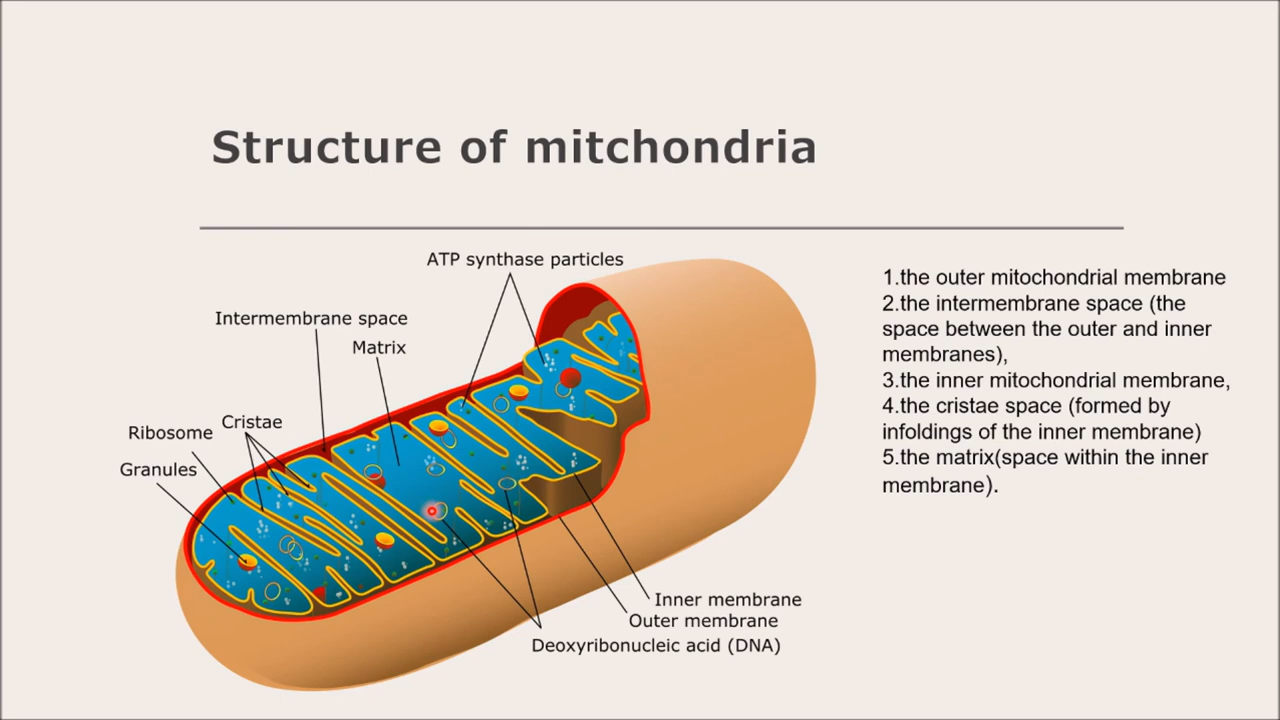 Structure of mitchondria
ATP synthase particles
Intermembrane space
Matrix
Cristae
Ribosome
Granules
Inner membrane
Outer membrane
Deoxyribonucleic acid (DNA)
1.the outer mitochondrial membrane
2.the intermembrane space (the
space between the outer and inner
membranes),
3.the inner mitochondrial membrane,
4.the cristae space (formed by
infoldings of the inner membrane)
5.the matrix(space within the inner
membrane).